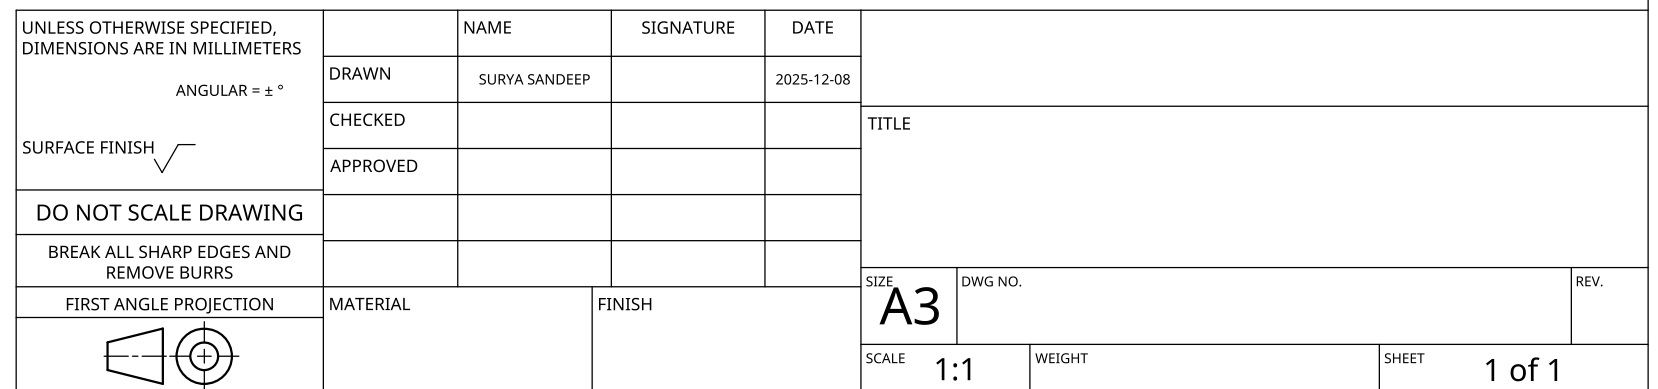 UNLESS OTHERWISE SPECIFIED,
DIMENSIONS ARE IN MILLIMETERS
ANGULAR = ± °
SURFACE FINISH
DO NOT SCALE DRAWING
BREAK ALL SHARP EDGES AND
REMOVE BURRS
FIRST ANGLE PROJECTION
NAME SIGNATURE DATE
DRAWN SURYA SANDEEP 2025-12-08
CHECKED
APPROVED
MATERIAL FINISH
TITLE
SIZE DWG NO. REV.
A3
SCALE 1:1 WEIGHT SHEET 1 of 1